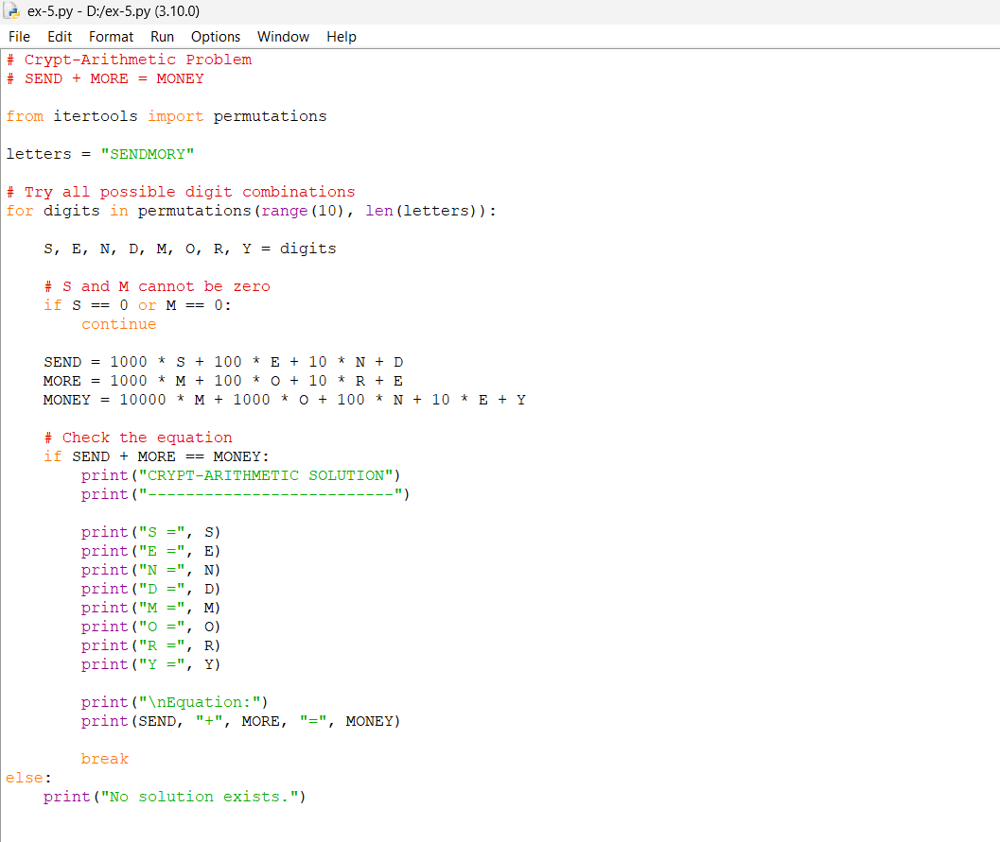 ex-5.py - D:/ex-5.py (3.10.0)
File Edit Format Run Options Window Help
# Crypt-Arithmetic Problem
# SEND + MORE = MONEY

from itertools import permutations

letters = "SENDMORY"

# Try all possible digit combinations
for digits in permutations(range(10), len(letters)):

    S, E, N, D, M, O, R, Y = digits

    # S and M cannot be zero
    if S == 0 or M == 0:
        continue

    SEND = 1000 * S + 100 * E + 10 * N + D
    MORE = 1000 * M + 100 * O + 10 * R + E
    MONEY = 10000 * M + 1000 * O + 100 * N + 10 * E + Y

    # Check the equation
    if SEND + MORE == MONEY:
        print("CRYPT-ARITHMETIC SOLUTION")
        print("--------------------------")

        print("S =", S)
        print("E =", E)
        print("N =", N)
        print("D =", D)
        print("M =", M)
        print("O =", O)
        print("R =", R)
        print("Y =", Y)

        print("\nEquation:")
        print(SEND, "+", MORE, "=", MONEY)

        break
else:
    print("No solution exists.")